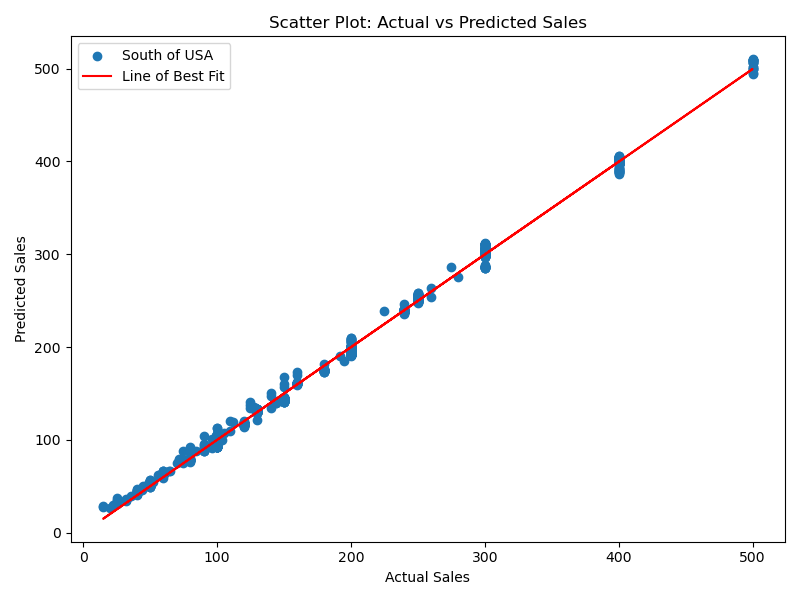 Scatter Plot: Actual vs Predicted Sales
South of USA
Line of Best Fit
Predicted Sales
500
400
300
200
100
0
0 100 200 300 400 500
Actual Sales